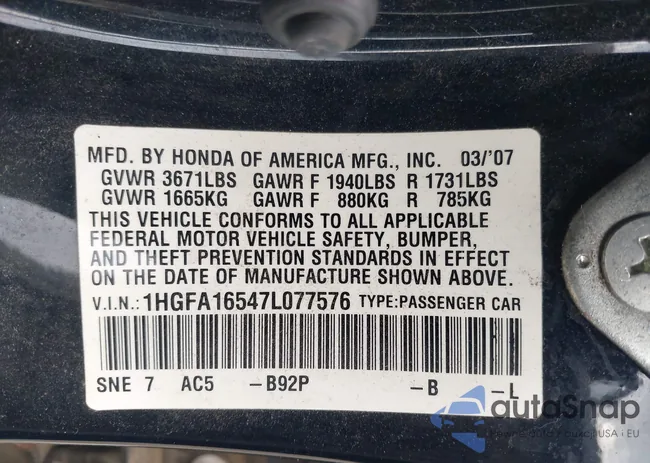 MFD. BY HONDA OF AMERICA MFG., INC. 03/'07
GVWR 3671LBS GAWR F 1940LBS R 1731LBS
GVWR 1665KG GAWR F 880KG R 785KG
THIS VEHICLE CONFORMS TO ALL APPLICABLE
FEDERAL MOTOR VEHICLE SAFETY, BUMPER,
AND THEFT PREVENTION STANDARDS IN EFFECT
ON THE DATE OF MANUFACTURE SHOWN ABOVE.
V.I.N.: 1HGFA16547L077576 TYPE:PASSENGER CAR
SNE 7 AC5 -B92P -B -L
autoSnap
USA - EU